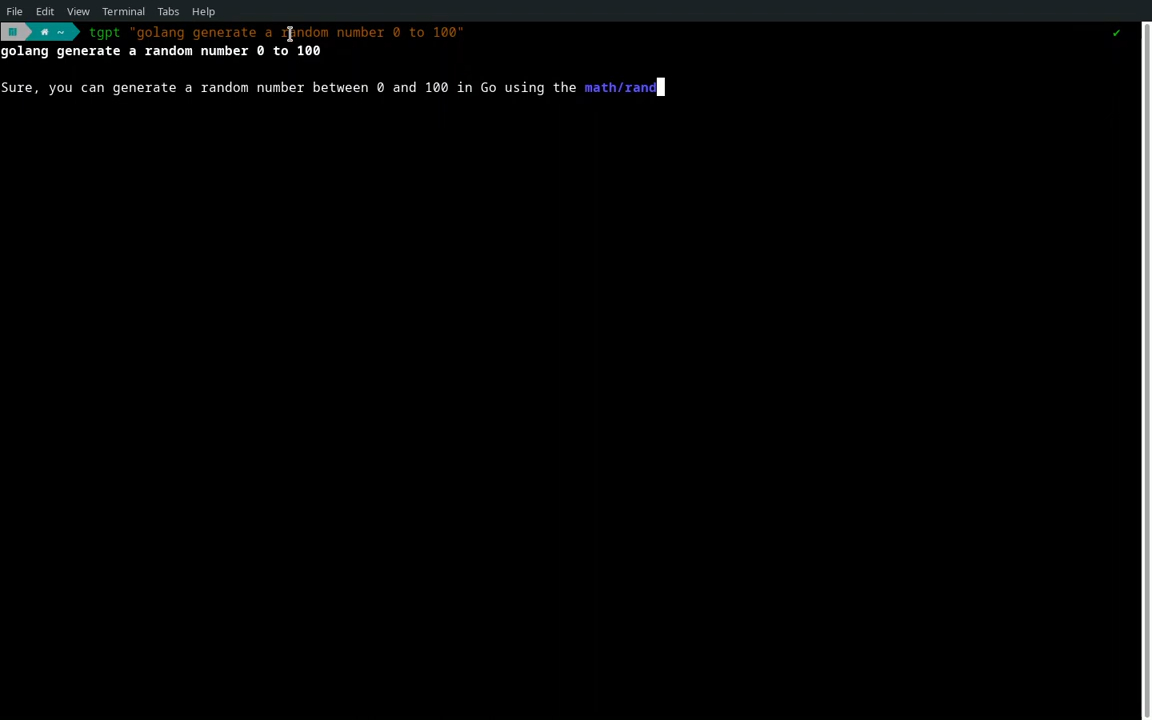 File Edit View Terminal Tabs Help
~ tgpt "golang generate a random number 0 to 100" ✔
golang generate a random number 0 to 100
Sure, you can generate a random number between 0 and 100 in Go using the math/rand